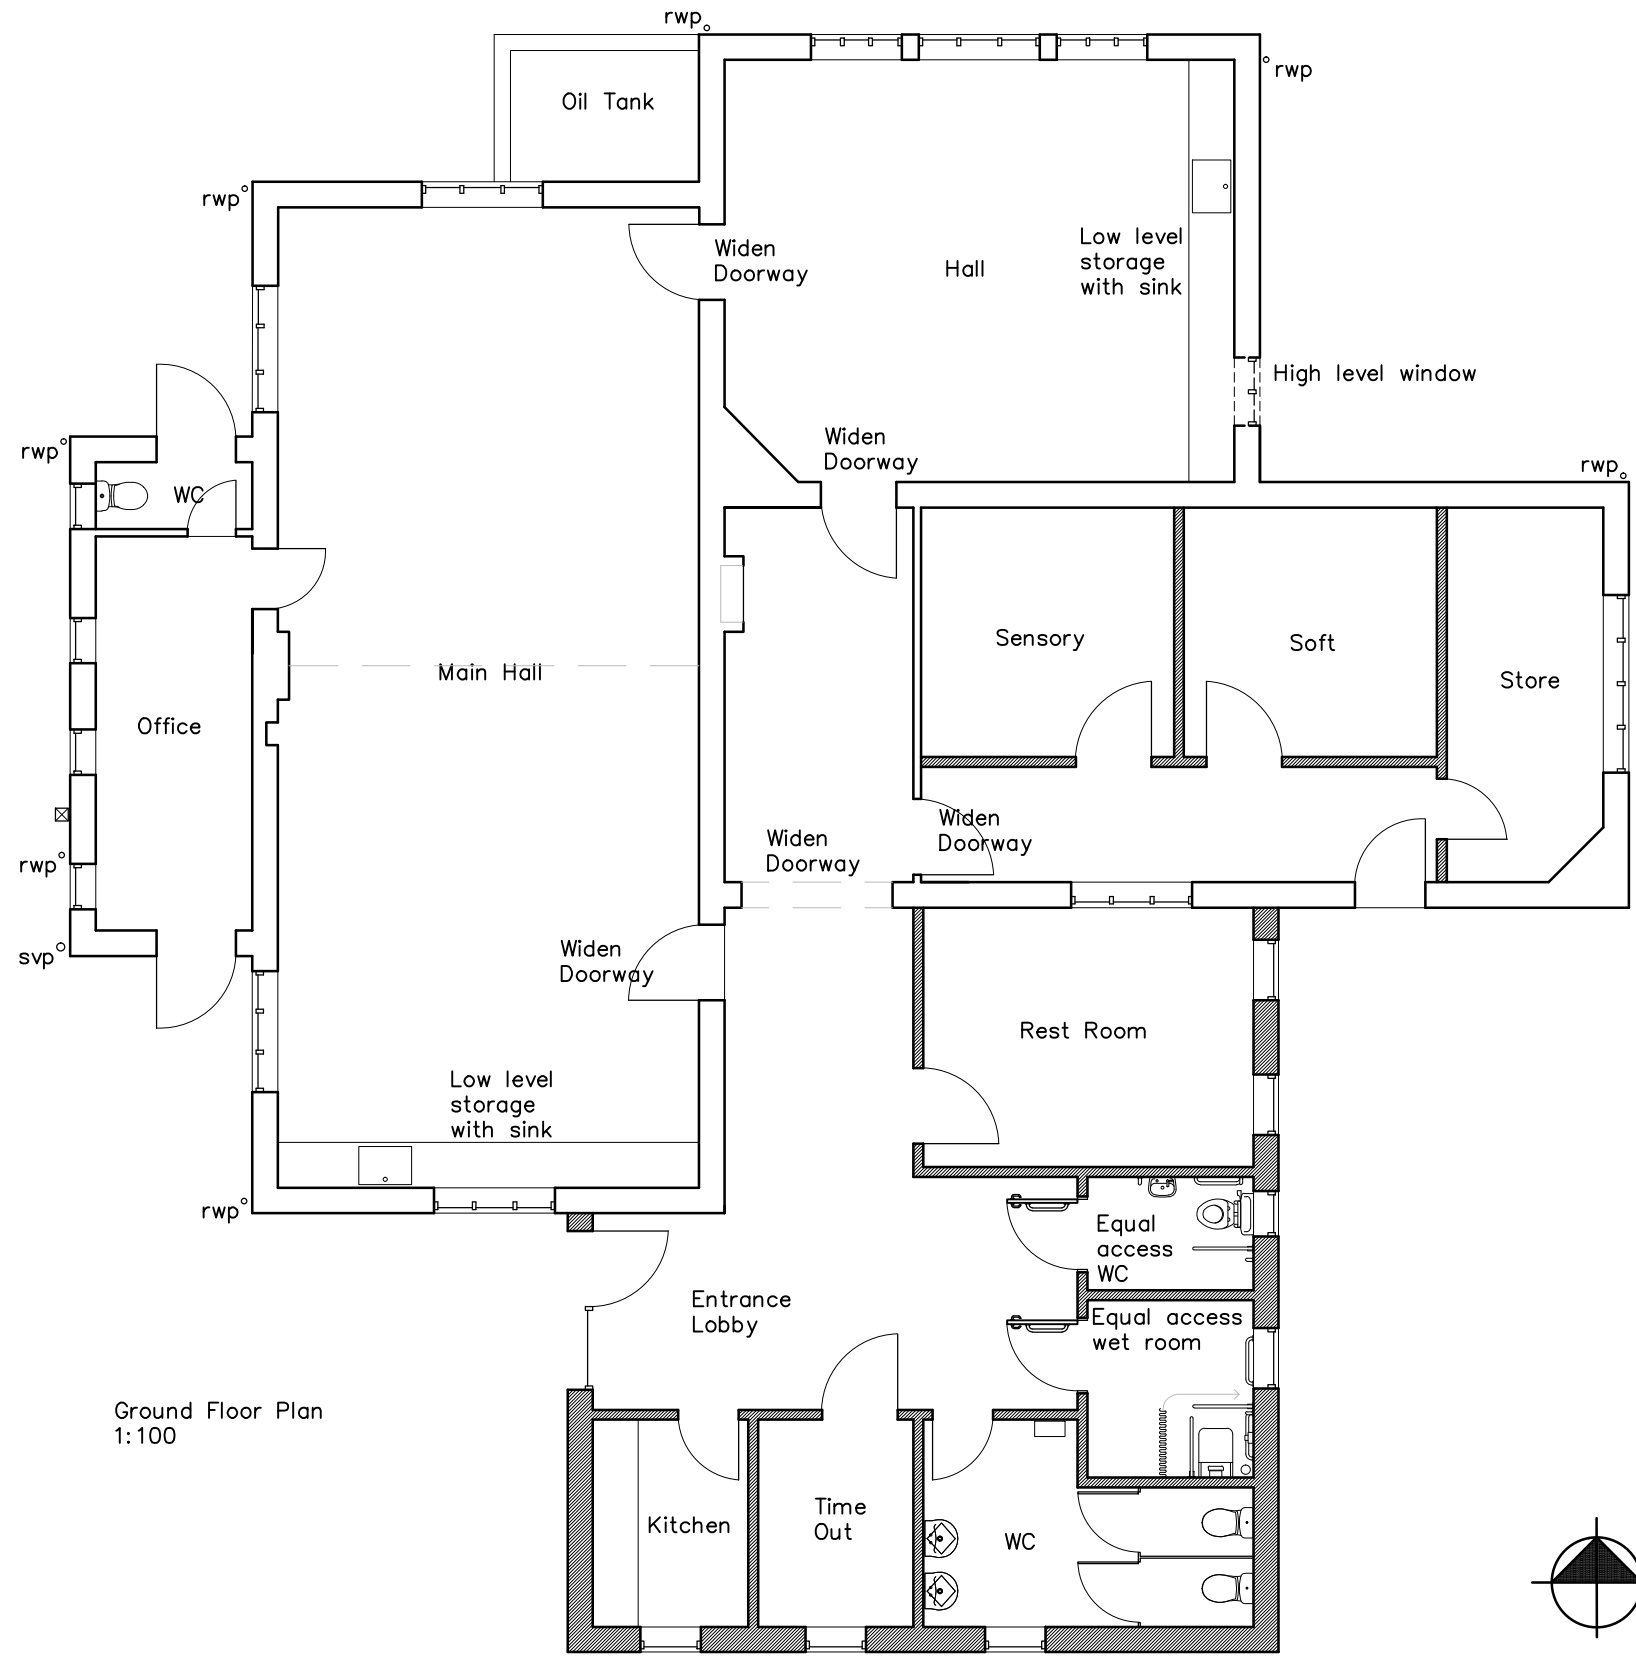 rwp
rwp
Oil Tank
rwp
Widen
Doorway
Hall
Low level
storage
with sink
High level window
rwp
WC
Widen
Doorway
rwp
Sensory
Soft
Store
Main Hall
Office
Widen
Doorway
Widen
Doorway
rwp
svp
Widen
Doorway
Rest Room
Low level
storage
with sink
rwp
Equal
access
WC
Entrance
Lobby
Equal access
wet room
Ground Floor Plan
1:100
Kitchen
Time
Out
WC